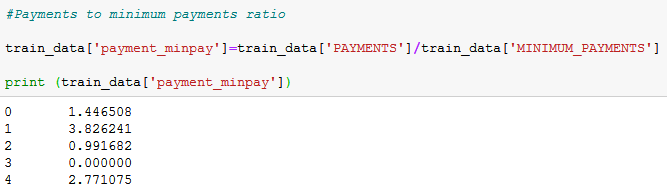 #Payments to minimum payments ratio
train_data['payment_minpay']=train_data['PAYMENTS']/train_data['MINIMUM_PAYMENTS']
print (train_data['payment_minpay'])
0 1.446508
1 3.826241
2 0.991682
3 0.000000
4 2.771075